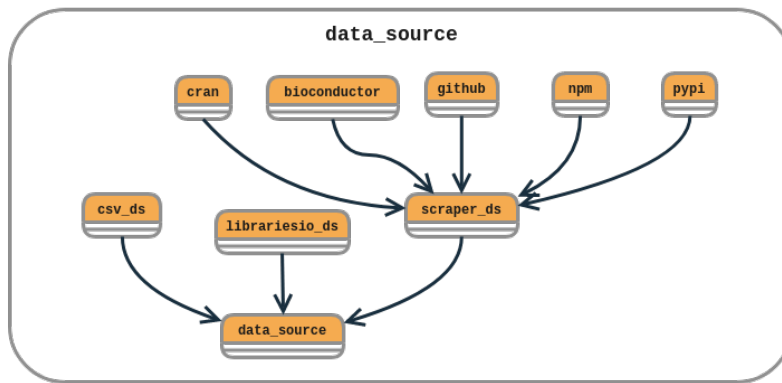 data_source
cran
bioconductor
github
npm
pypi
csv_ds
librariesio_ds
scraper_ds
data_source